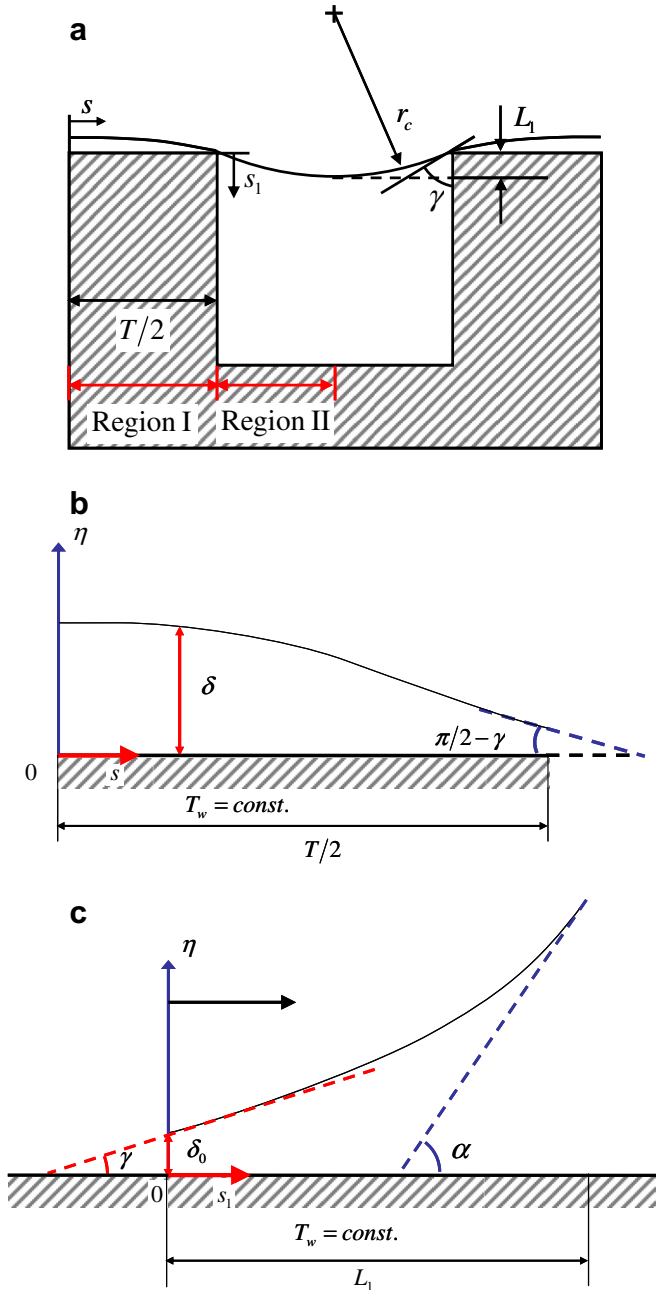 a
s
r_c
L_1
s_1
γ
T/2
Region I
Region II
b
η
δ
π/2−γ
0
s
T_w = const.
T/2
c
η
γ
δ_0
α
0
s_1
T_w = const.
L_1